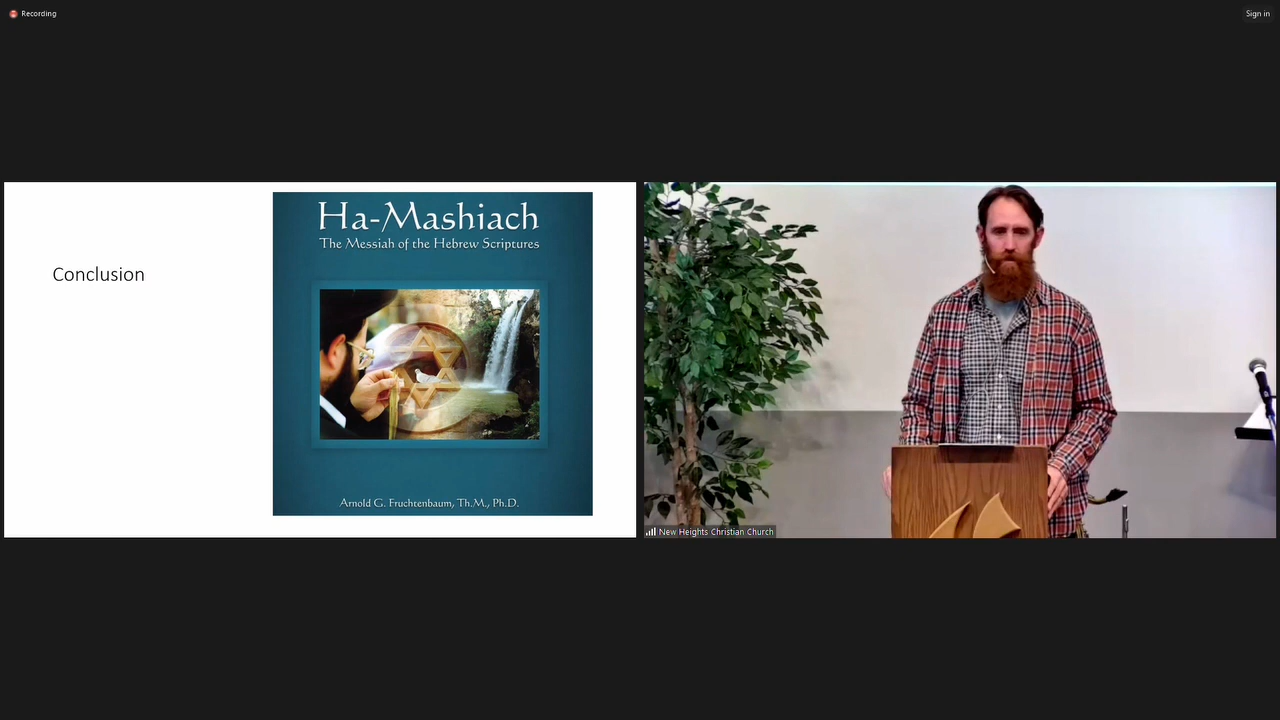 Recording
Sign in
Conclusion
Ha-Mashiach
The Messiah of the Hebrew Scriptures
Arnold G. Fruchtenbaum, Th.M., Ph.D.
New Heights Christian Church